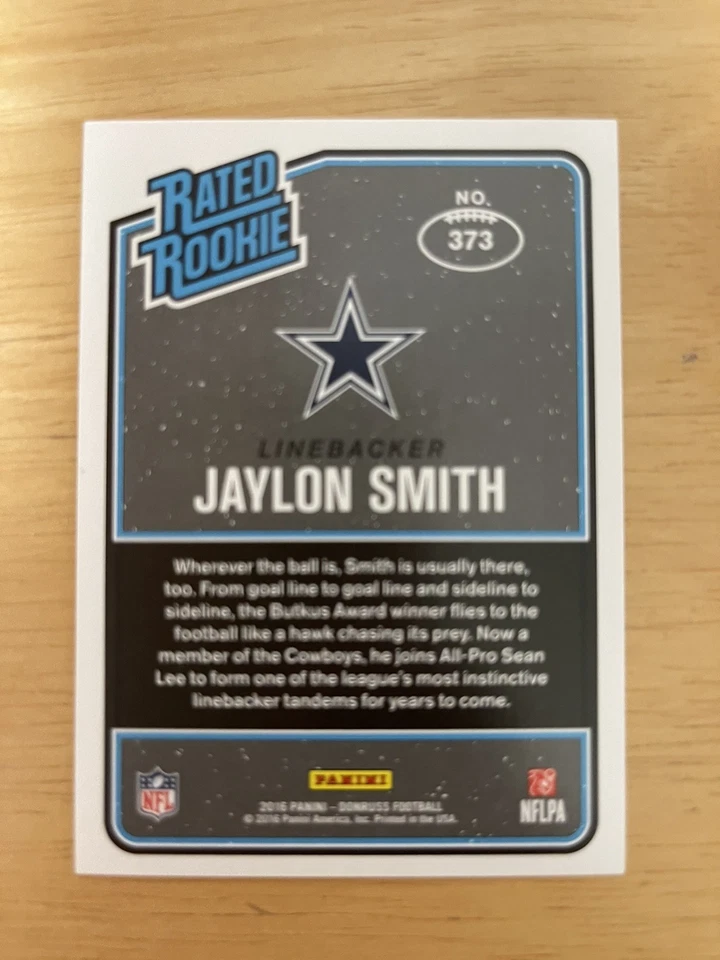 RATED
ROOKIE
NO.
373
LINEBACKER
JAYLON SMITH
Wherever the ball is, Smith is usually there,
too. From goal line to goal line and sideline to
sideline, the Butkus Award winner flies to the
football like a hawk chasing its prey. Now a
member of the Cowboys, he joins All-Pro Sean
Lee to form one of the league's most instinctive
linebacker tandems for years to come.
PANINI
NFL
NFLPA
2016 PANINI - DONRUSS FOOTBALL
© 2016 Panini America, Inc. Printed in the USA.